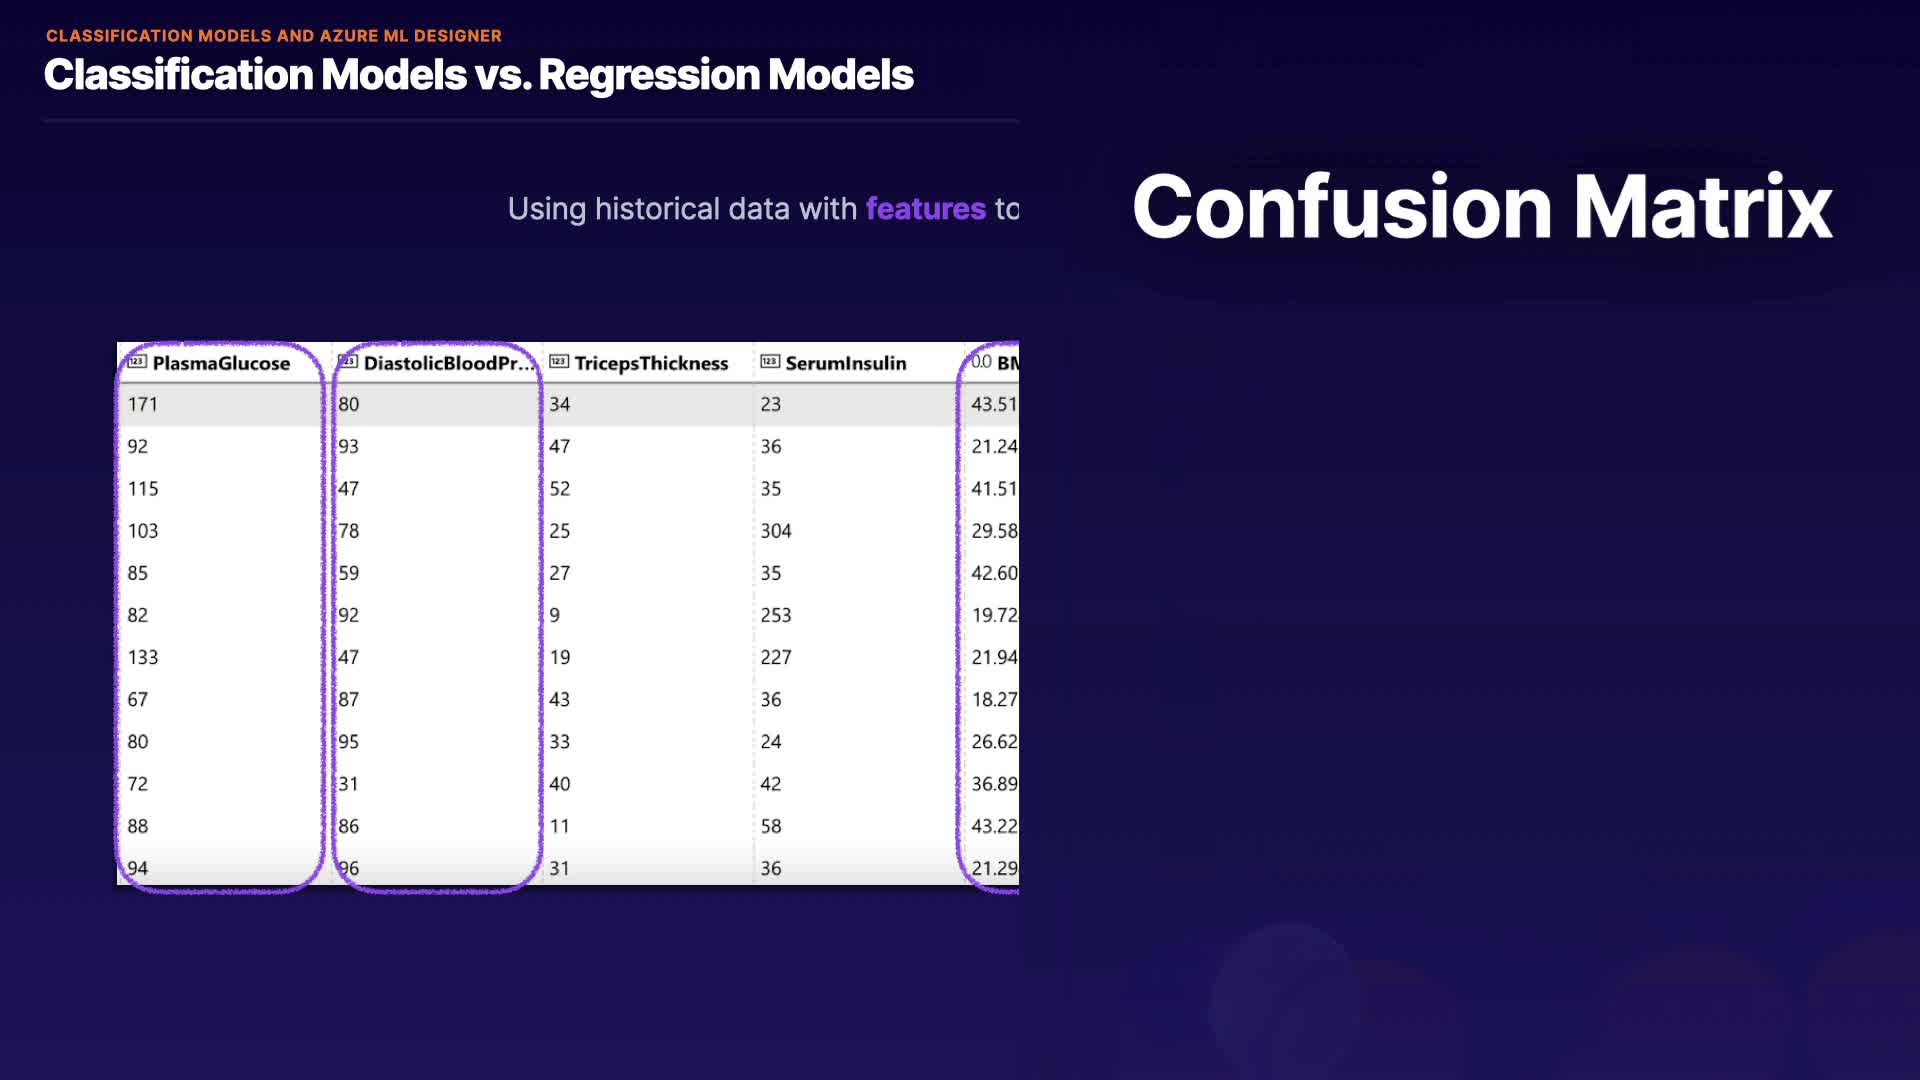 CLASSIFICATION MODELS AND AZURE ML DESIGNER
Classification Models vs. Regression Models
Using historical data with features to
Confusion Matrix
123 PlasmaGlucose 123 DiastolicBloodPr... 123 TricepsThickness 123 SerumInsulin 0.0 BM
171 80 34 23 43.51
92 93 47 36 21.24
115 47 52 35 41.51
103 78 25 304 29.58
85 59 27 35 42.60
82 92 9 253 19.72
133 47 19 227 21.94
67 87 43 36 18.27
80 95 33 24 26.62
72 31 40 42 36.89
88 86 11 58 43.22
94 96 31 36 21.29